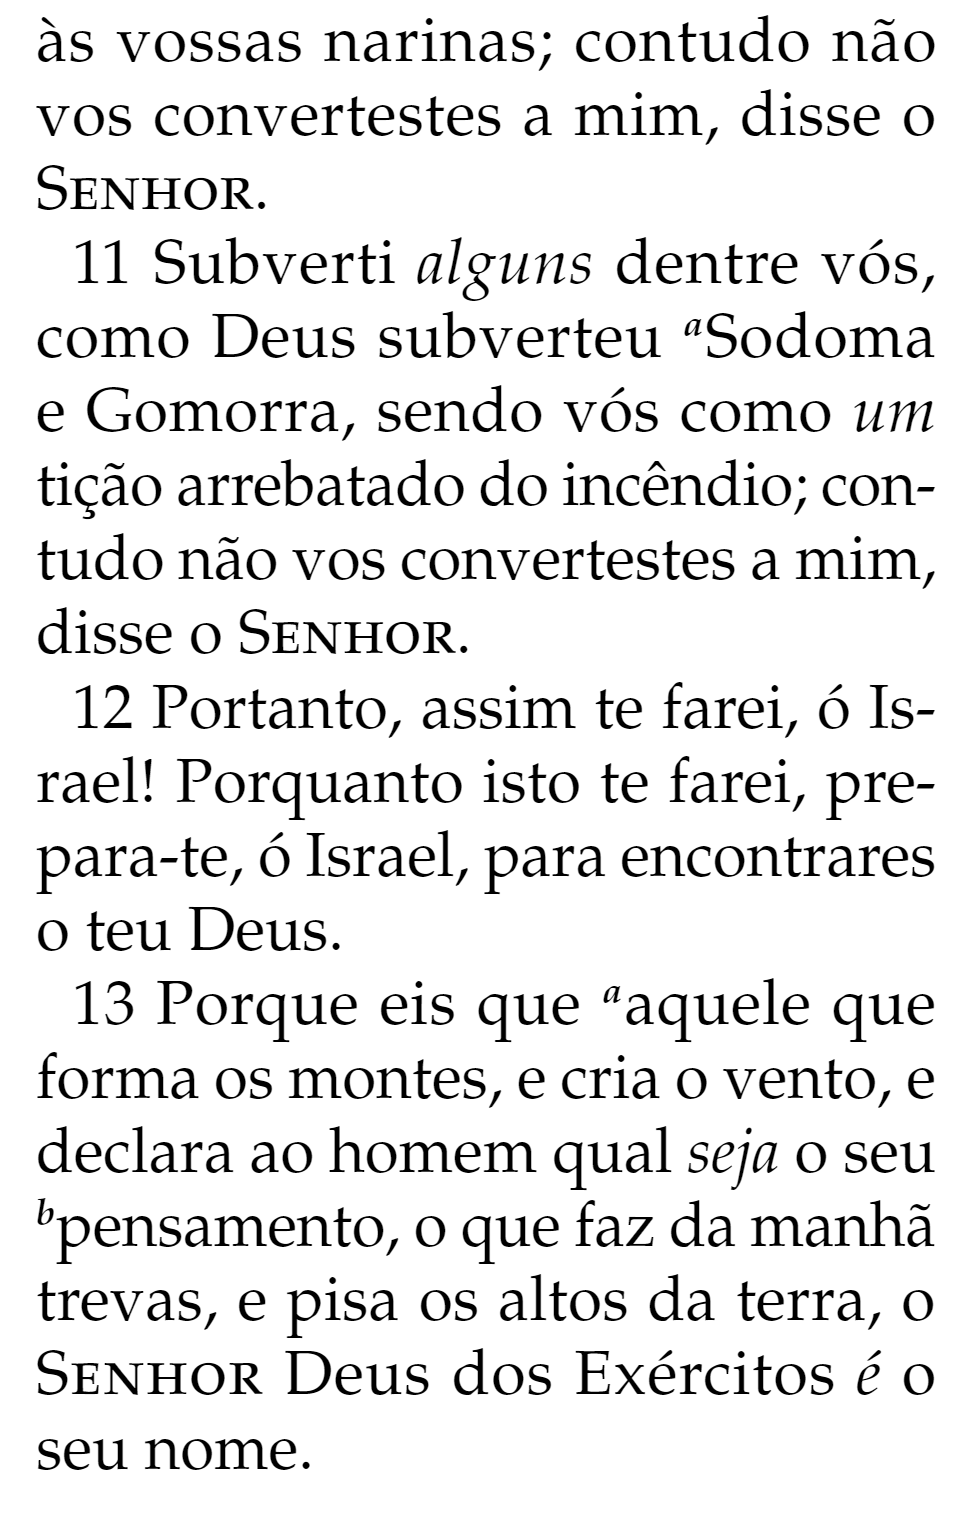 às vossas narinas; contudo não
vos convertestes a mim, disse o
SENHOR.
11 Subverti alguns dentre vós,
como Deus subverteu aSodoma
e Gomorra, sendo vós como um
tição arrebatado do incêndio; con-
tudo não vos convertestes a mim,
disse o SENHOR.
12 Portanto, assim te farei, ó Is-
rael! Porquanto isto te farei, pre-
para-te, ó Israel, para encontrares
o teu Deus.
13 Porque eis que aaquele que
forma os montes, e cria o vento, e
declara ao homem qual seja o seu
bpensamento, o que faz da manhã
trevas, e pisa os altos da terra, o
SENHOR Deus dos Exércitos é o
seu nome.